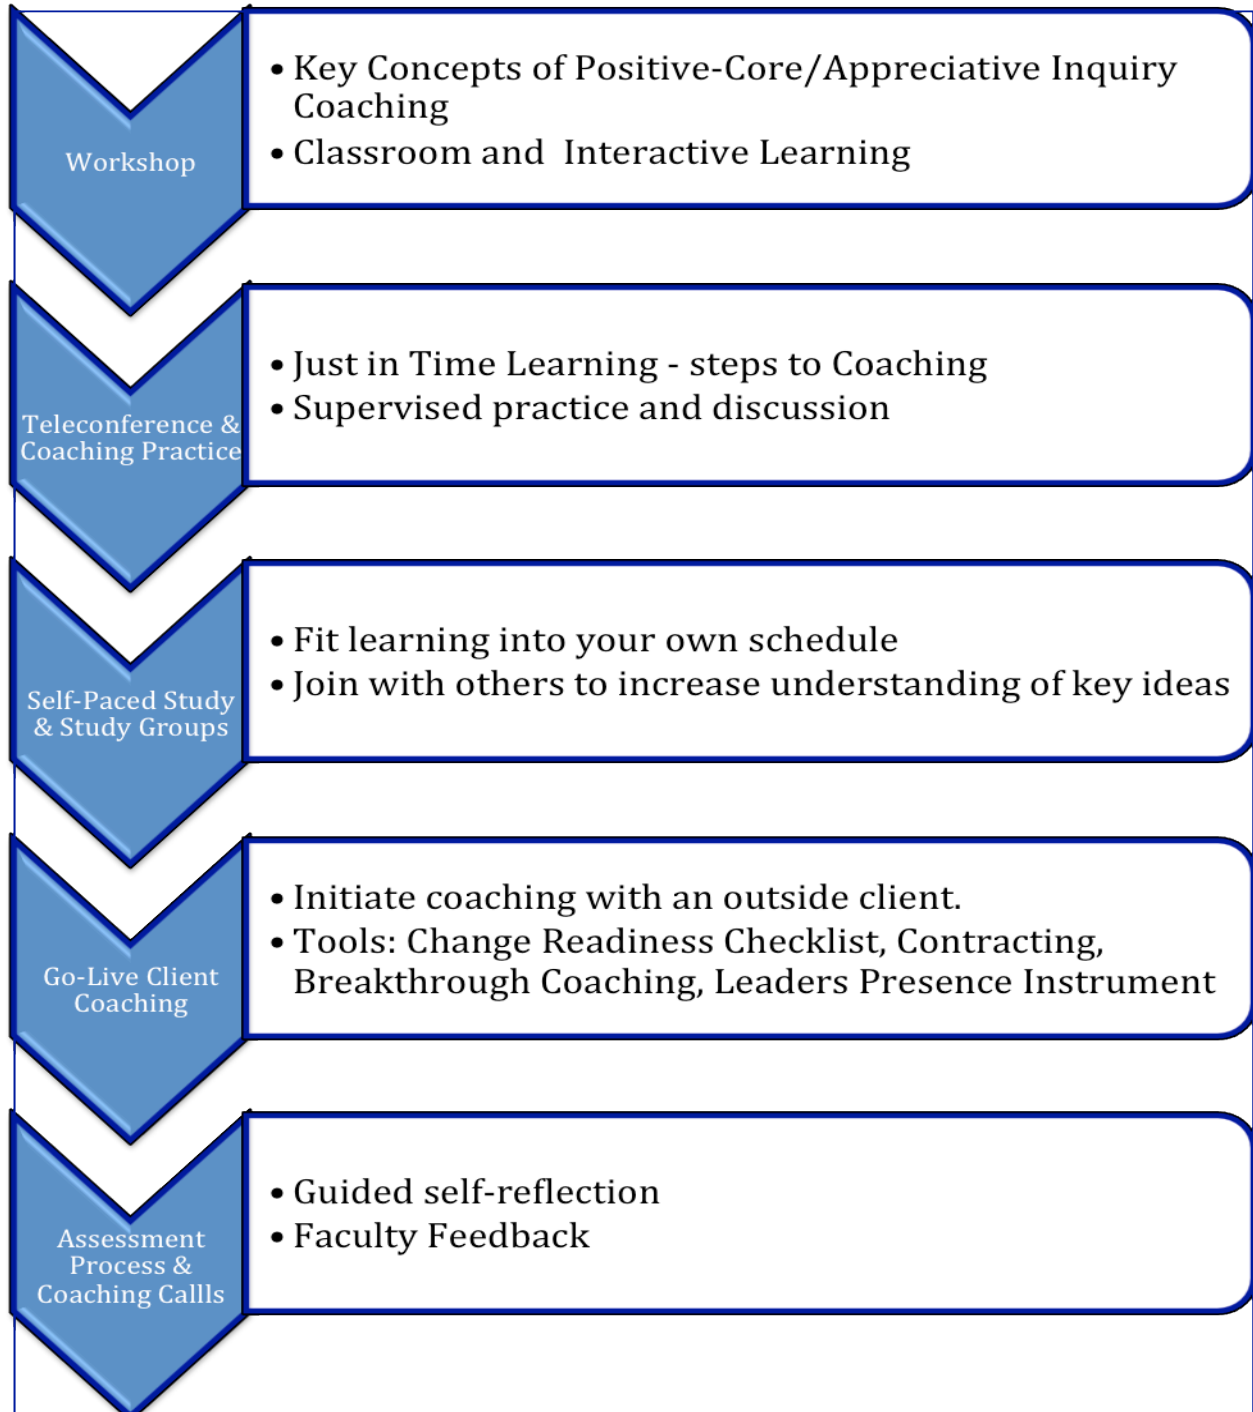 Workshop
• Key Concepts of Positive-Core/Appreciative Inquiry
Coaching
• Classroom and  Interactive Learning
Teleconference &
Coaching Practice
• Just in Time Learning - steps to Coaching
• Supervised practice and discussion
Self-Paced Study
& Study Groups
• Fit learning into your own schedule
• Join with others to increase understanding of key ideas
Go-Live Client
Coaching
• Initiate coaching with an outside client.
• Tools: Change Readiness Checklist, Contracting,
Breakthrough Coaching, Leaders Presence Instrument
Assessment
Process &
Coaching Callls
• Guided self-reflection
• Faculty Feedback